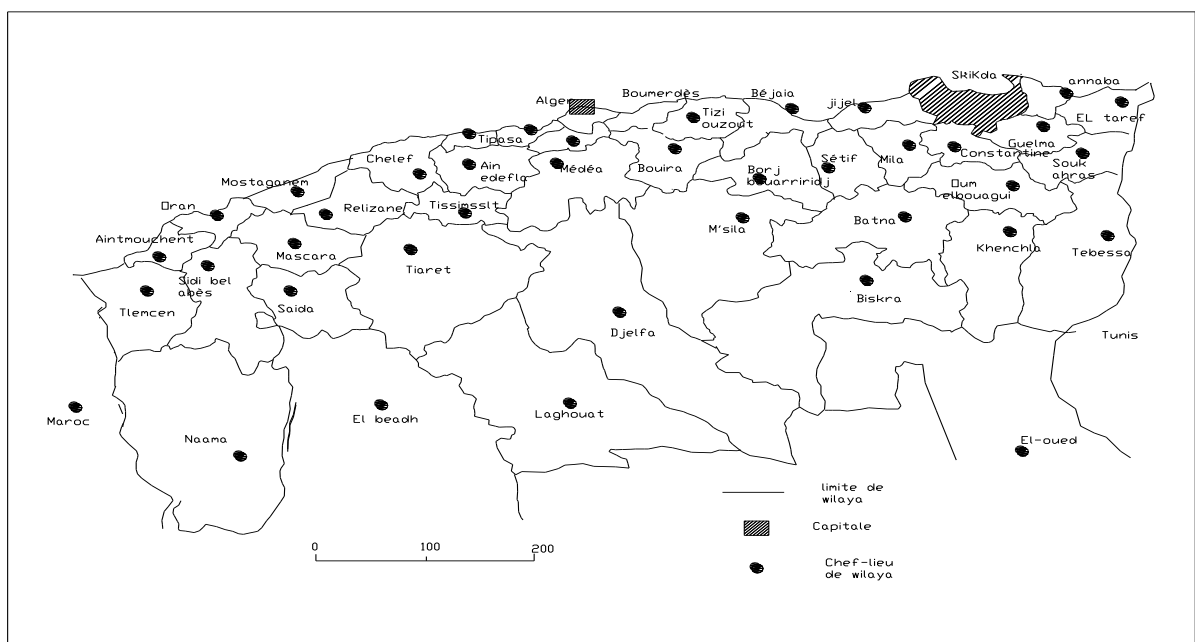 SkiKda
annaba
Alger
Boumerdès
Béjaia
jijel
EL taref
Tizi
ouzout
Tipasa
Guelma
Constantine
Souk
ahras
Chelef
Ain
edefla
Médéa
Bouira
Borj
bouarriridj
Sétif
Mila
Oum
elbouagui
Mostaganem
Relizane
Tissimsslt
Oran
M'sila
Batna
Khenchla
Tebessa
Aintmouchent
Mascara
Tiaret
Sidi bel
abès
Saida
Biskra
Tlemcen
Djelfa
Tunis
Maroc
Naama
El beadh
Laghouat
El-oued
limite de
wilaya
Capitale
Chef-lieu
de wilaya
0 100 200